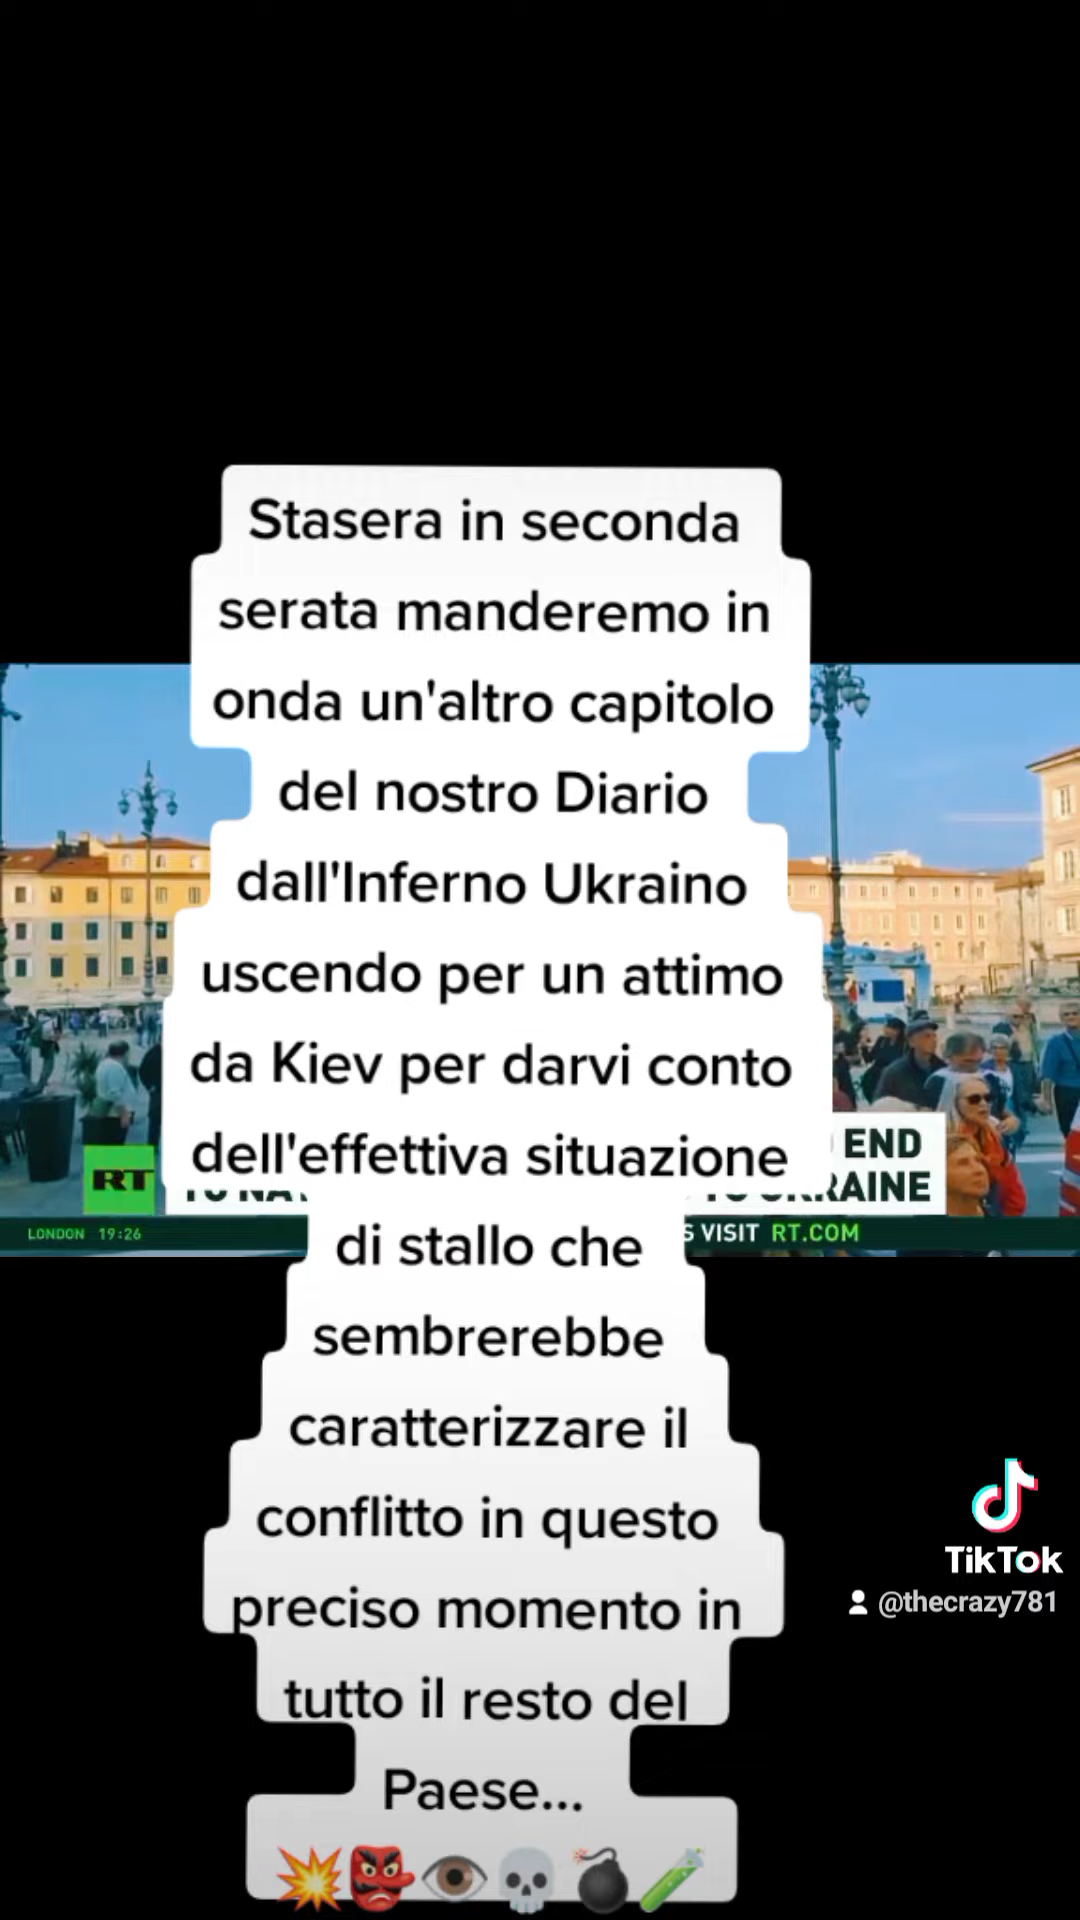 Stasera in seconda
serata manderemo in
onda un'altro capitolo
del nostro Diario
dall'Inferno Ukraino
uscendo per un attimo
da Kiev per darvi conto
dell'effettiva situazione
di stallo che
sembrerebbe
caratterizzare il
conflitto in questo
preciso momento in
tutto il resto del
Paese...
💥👺👁️💀💣🧪
END
RT
LONDON 19:26
VISIT RT.COM
TikTok
@thecrazy781